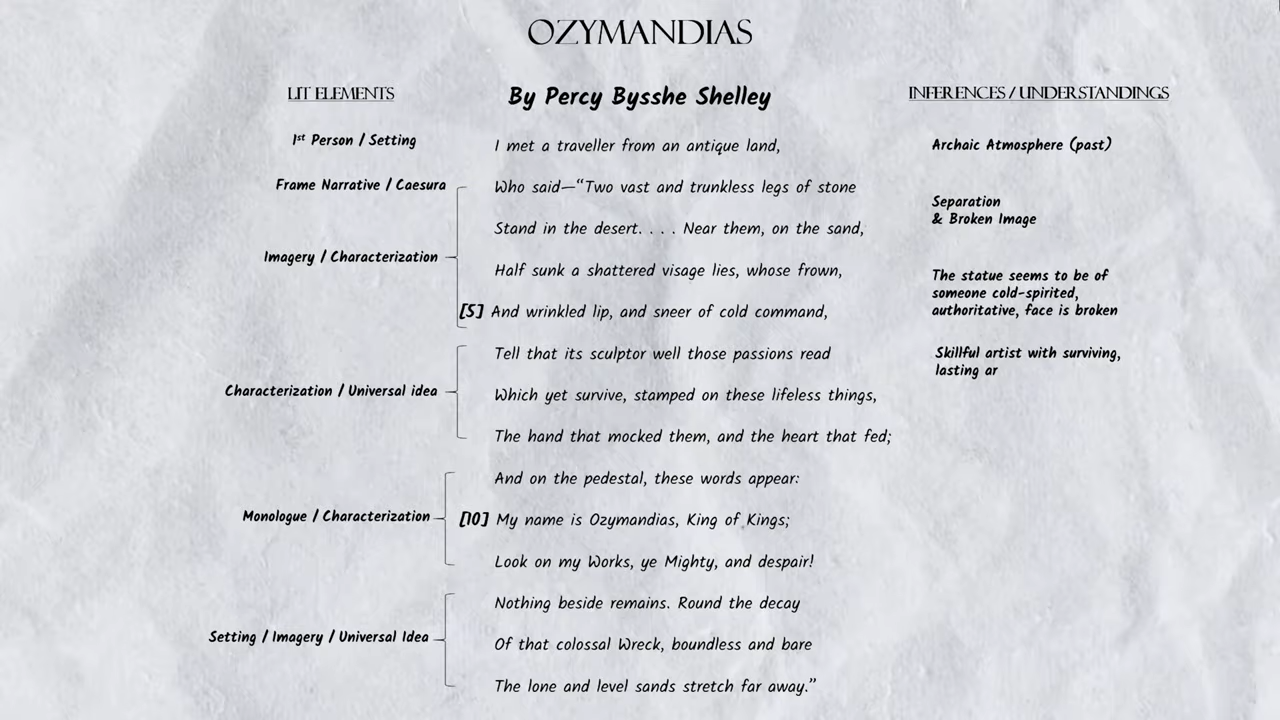 OZYMANDIAS
LIT ELEMENTS
By Percy Bysshe Shelley
INFERENCES / UNDERSTANDINGS
1st Person / Setting
I met a traveller from an antique land,
Archaic Atmosphere (past)
Frame Narrative / Caesura
Who said—“Two vast and trunkless legs of stone
Separation
& Broken Image
Stand in the desert. . . . Near them, on the sand,
Imagery / Characterization
Half sunk a shattered visage lies, whose frown,
The statue seems to be of
someone cold-spirited,
authoritative, face is broken
[5] And wrinkled lip, and sneer of cold command,
Tell that its sculptor well those passions read
Skillful artist with surviving,
lasting ar
Characterization / Universal idea
Which yet survive, stamped on these lifeless things,
The hand that mocked them, and the heart that fed;
And on the pedestal, these words appear:
Monologue / Characterization
[10] My name is Ozymandias, King of Kings;
Look on my Works, ye Mighty, and despair!
Nothing beside remains. Round the decay
Setting / Imagery / Universal Idea
Of that colossal Wreck, boundless and bare
The lone and level sands stretch far away.”